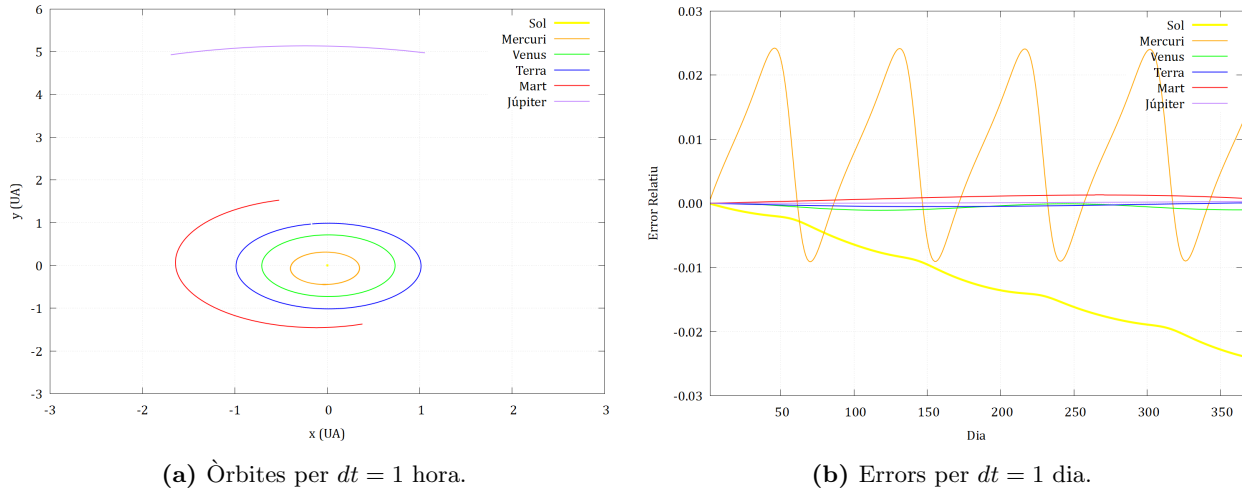 6
5
4
3
2
1
0
-1
-2
-3
-3
-2
-1
0
1
2
3
y (UA)
x (UA)
Sol
Mercuri
Venus
Terra
Mart
Júpiter
(a) Òrbites per dt = 1 hora.
0.03
0.02
0.01
0.00
-0.01
-0.02
-0.03
50
100
150
200
250
300
350
Error Relatiu
Dia
Sol
Mercuri
Venus
Terra
Mart
Júpiter
(b) Errors per dt = 1 dia.